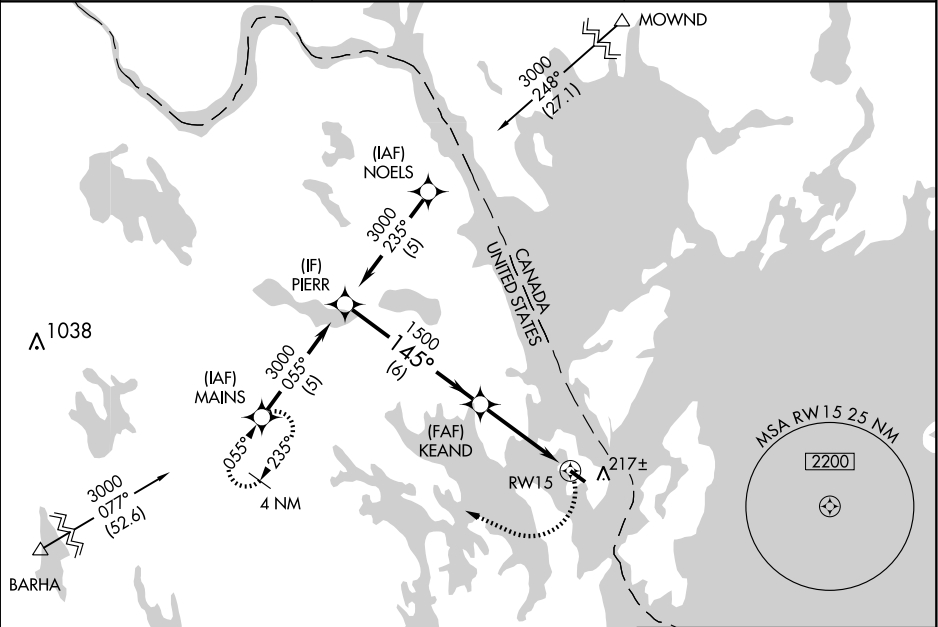 MOWND
3000
248°
(27.1)
(IAF)
NOELS
3000
235°
(5)
(IF)
PIERR
CANADA
UNITED STATES
1038
1500
145°
(6)
3000
055°
(5)
(IAF)
MAINS
(FAF)
KEAND
055°
235°
4 NM
RW15
217±
MSA RW15 25 NM
2200
3000
077°
(52.6)
BARHA